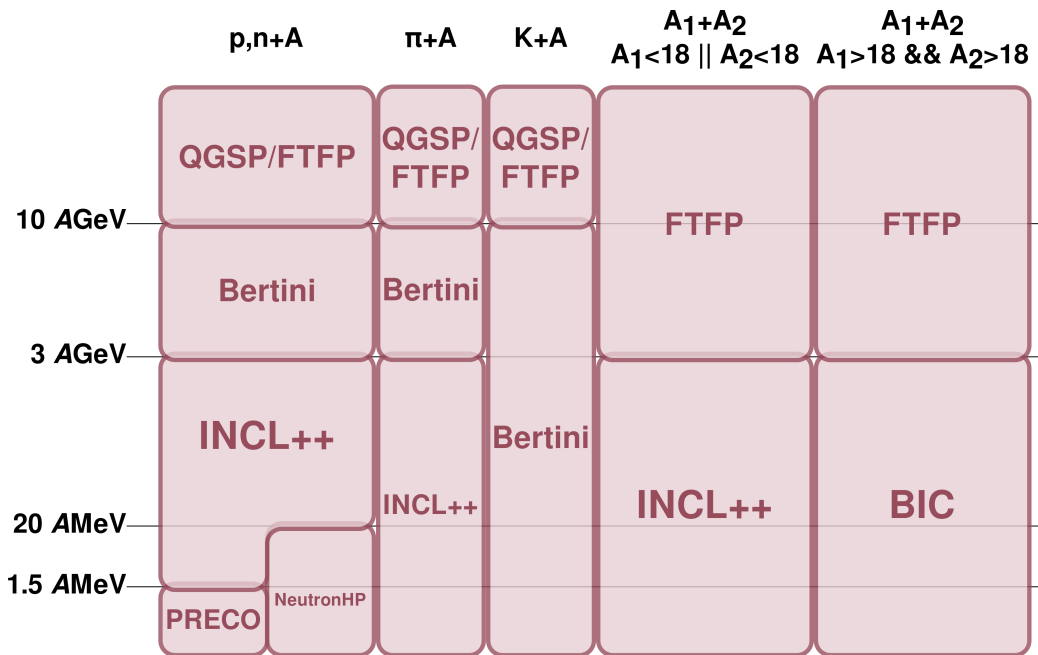 p,n+A
π+A
K+A
A1+A2
A1<18 || A2<18
A1+A2
A1>18 && A2>18
QGSP/FTFP
QGSP/
FTFP
QGSP/
FTFP
10 AGeV
FTFP
FTFP
Bertini
Bertini
3 AGeV
INCL++
Bertini
INCL++
INCL++
BIC
20 AMeV
1.5 AMeV
NeutronHP
PRECO